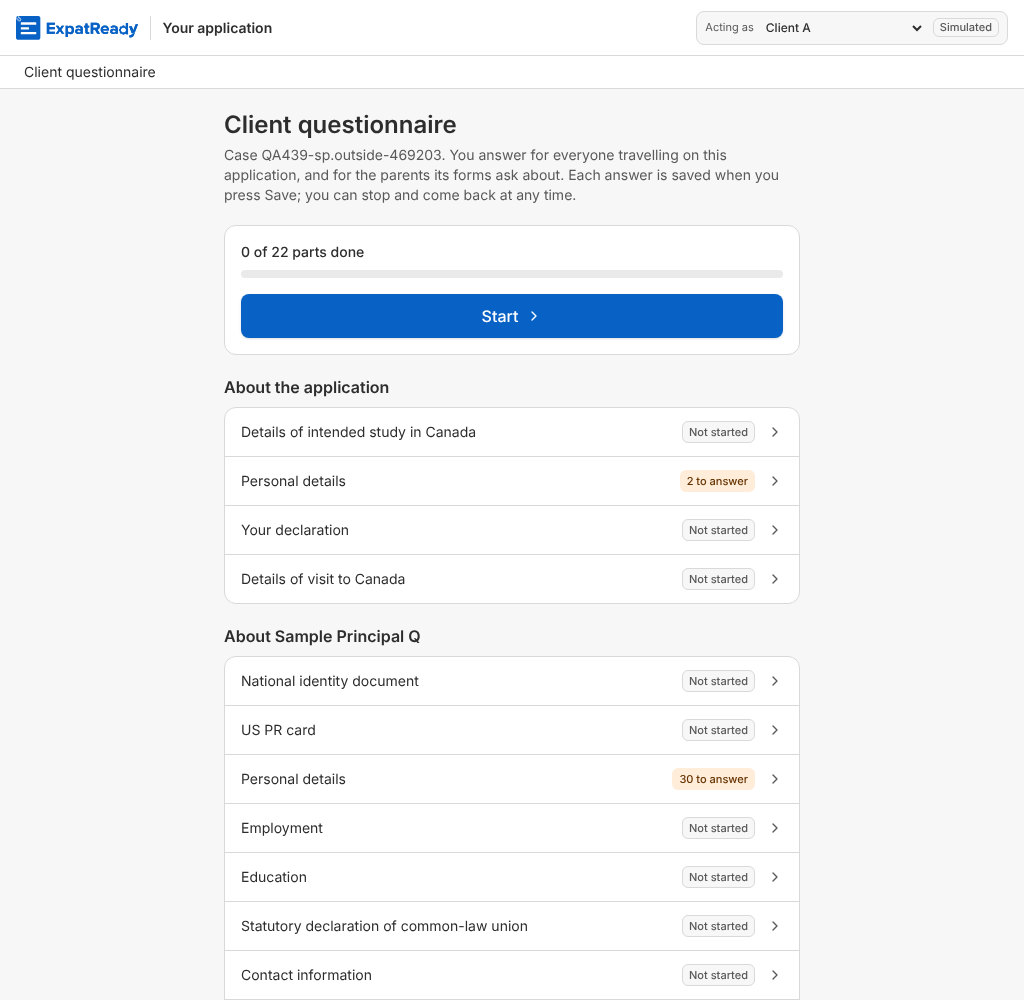 ExpatReady
Your application
Acting as Client A Simulated
Client questionnaire
Client questionnaire
Case QA439-sp.outside-469203. You answer for everyone travelling on this
application, and for the parents its forms ask about. Each answer is saved when you
press Save; you can stop and come back at any time.
0 of 22 parts done
Start
About the application
Details of intended study in Canada Not started
Personal details 2 to answer
Your declaration Not started
Details of visit to Canada Not started
About Sample Principal Q
National identity document Not started
US PR card Not started
Personal details 30 to answer
Employment Not started
Education Not started
Statutory declaration of common-law union Not started
Contact information Not started